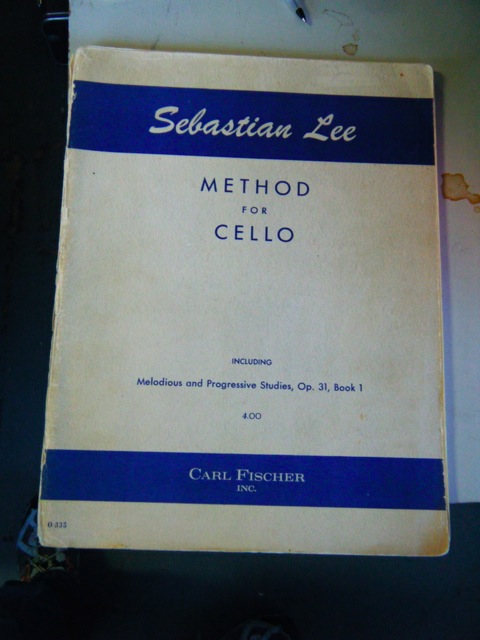 Sebastian Lee
METHOD
FOR
CELLO
INCLUDING
Melodious and Progressive Studies, Op. 31, Book 1
4.00
CARL FISCHER
INC.
O 335